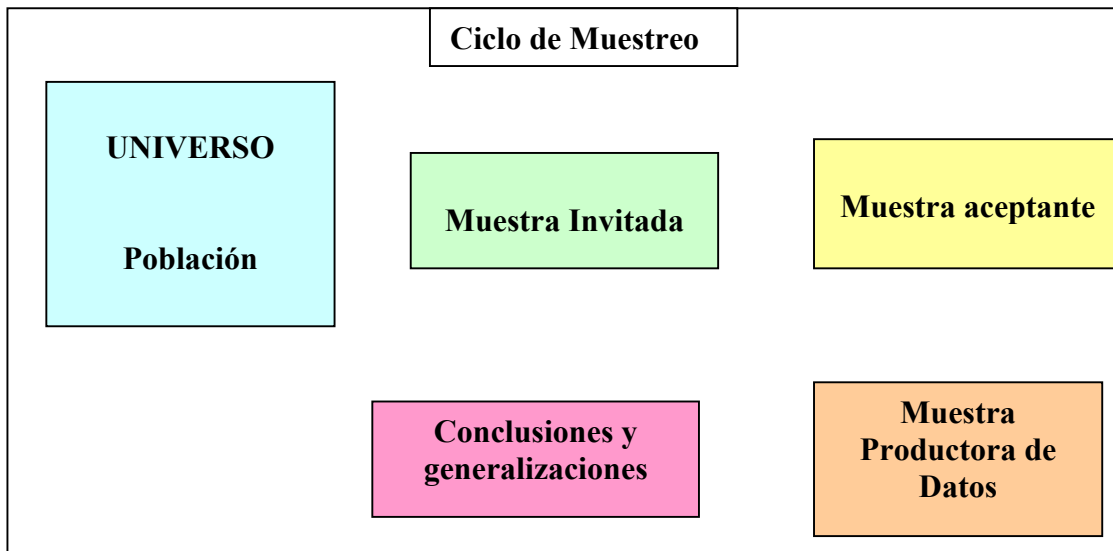 Ciclo de Muestreo
UNIVERSO
Población
Muestra Invitada
Muestra aceptante
Conclusiones y
generalizaciones
Muestra
Productora de
Datos